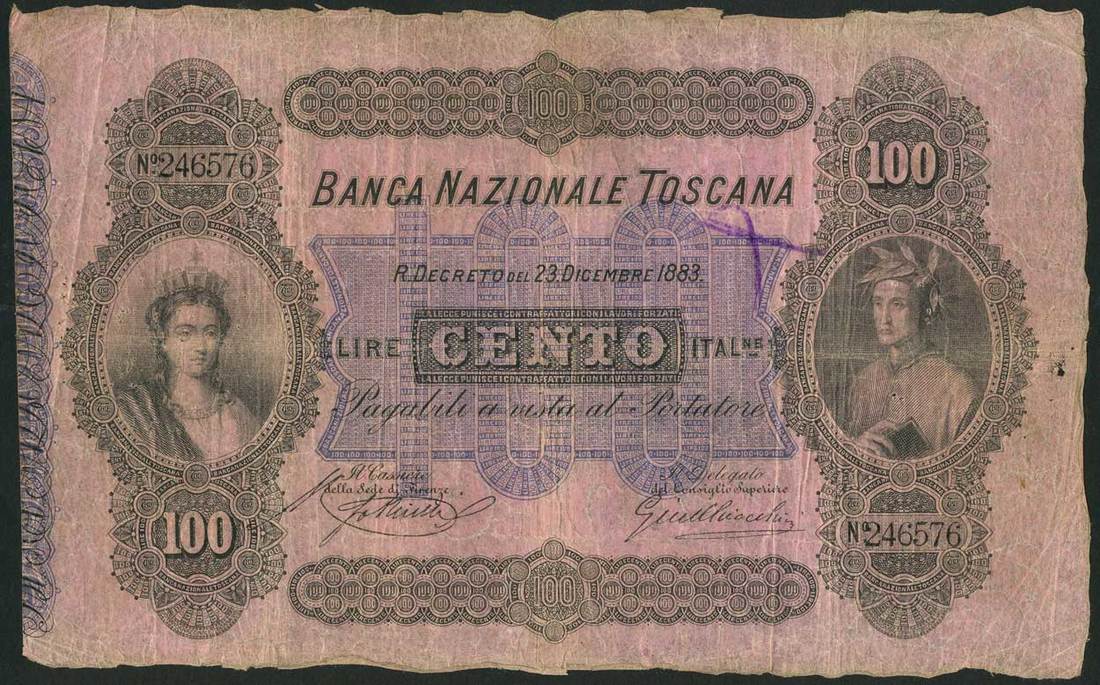 100
Nº246576
100
BANCA NAZIONALE TOSCANA
R. DECRETO DEL 23. DICEMBRE 1883.
LA LEGGE PUNISCE I CONTRAFFATTORI CON LAVORI FORZATI
LIRE CENTO ITALNE
LA LEGGE PUNISCE I CONTRAFFATTORI CON LAVORI FORZATI
Pagabili a vista al Portatore
Il Cassiere
della Sede di Firenze
Il Delegato
del Consiglio Superiore
100
Nº246576
100